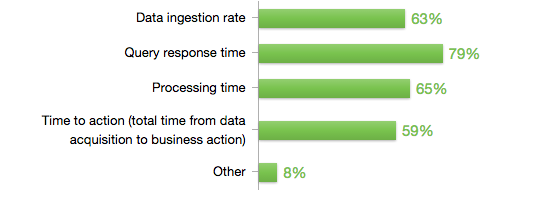 Data ingestion rate 63%
Query response time 79%
Processing time 65%
Time to action (total time from data
acquisition to business action) 59%
Other 8%